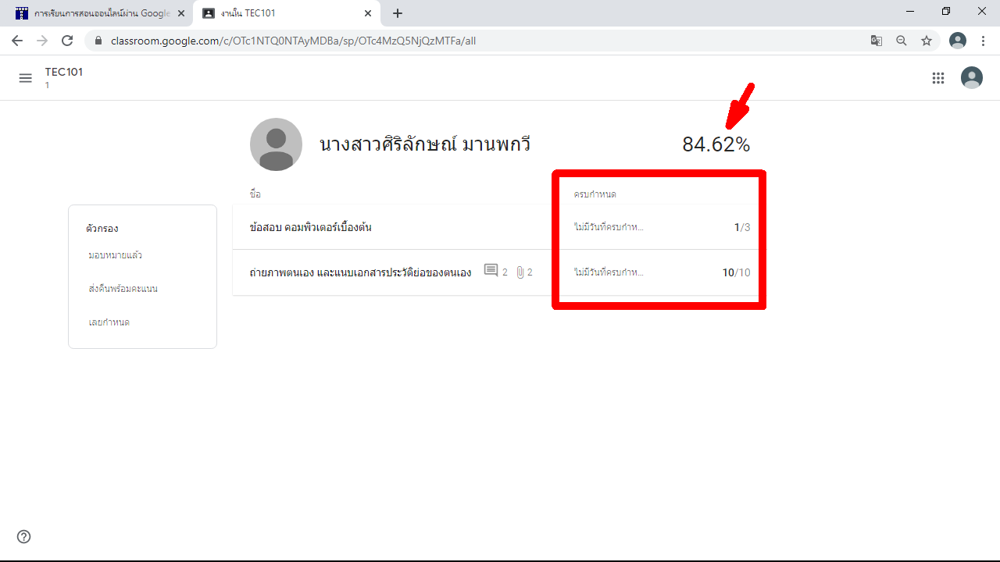 การเรียนการสอนออนไลน์ผ่าน Google
งานใน TEC101
classroom.google.com/c/OTc1NTQ0NTAyMDBa/sp/OTc4MzQ5NjQzMTFa/all
TEC101
1
นางสาวศิริลักษณ์ มานพกวี
84.62%
ชื่อ
ครบกำหนด
ตัวกรอง
มอบหมายแล้ว
ส่งคืนพร้อมคะแนน
เลยกำหนด
ข้อสอบ คอมพิวเตอร์เบื้องต้น
ไม่มีวันที่ครบกำห...
1/3
ถ่ายภาพตนเอง และแนบเอกสารประวัติย่อของตนเอง
2
2
ไม่มีวันที่ครบกำห...
10/10